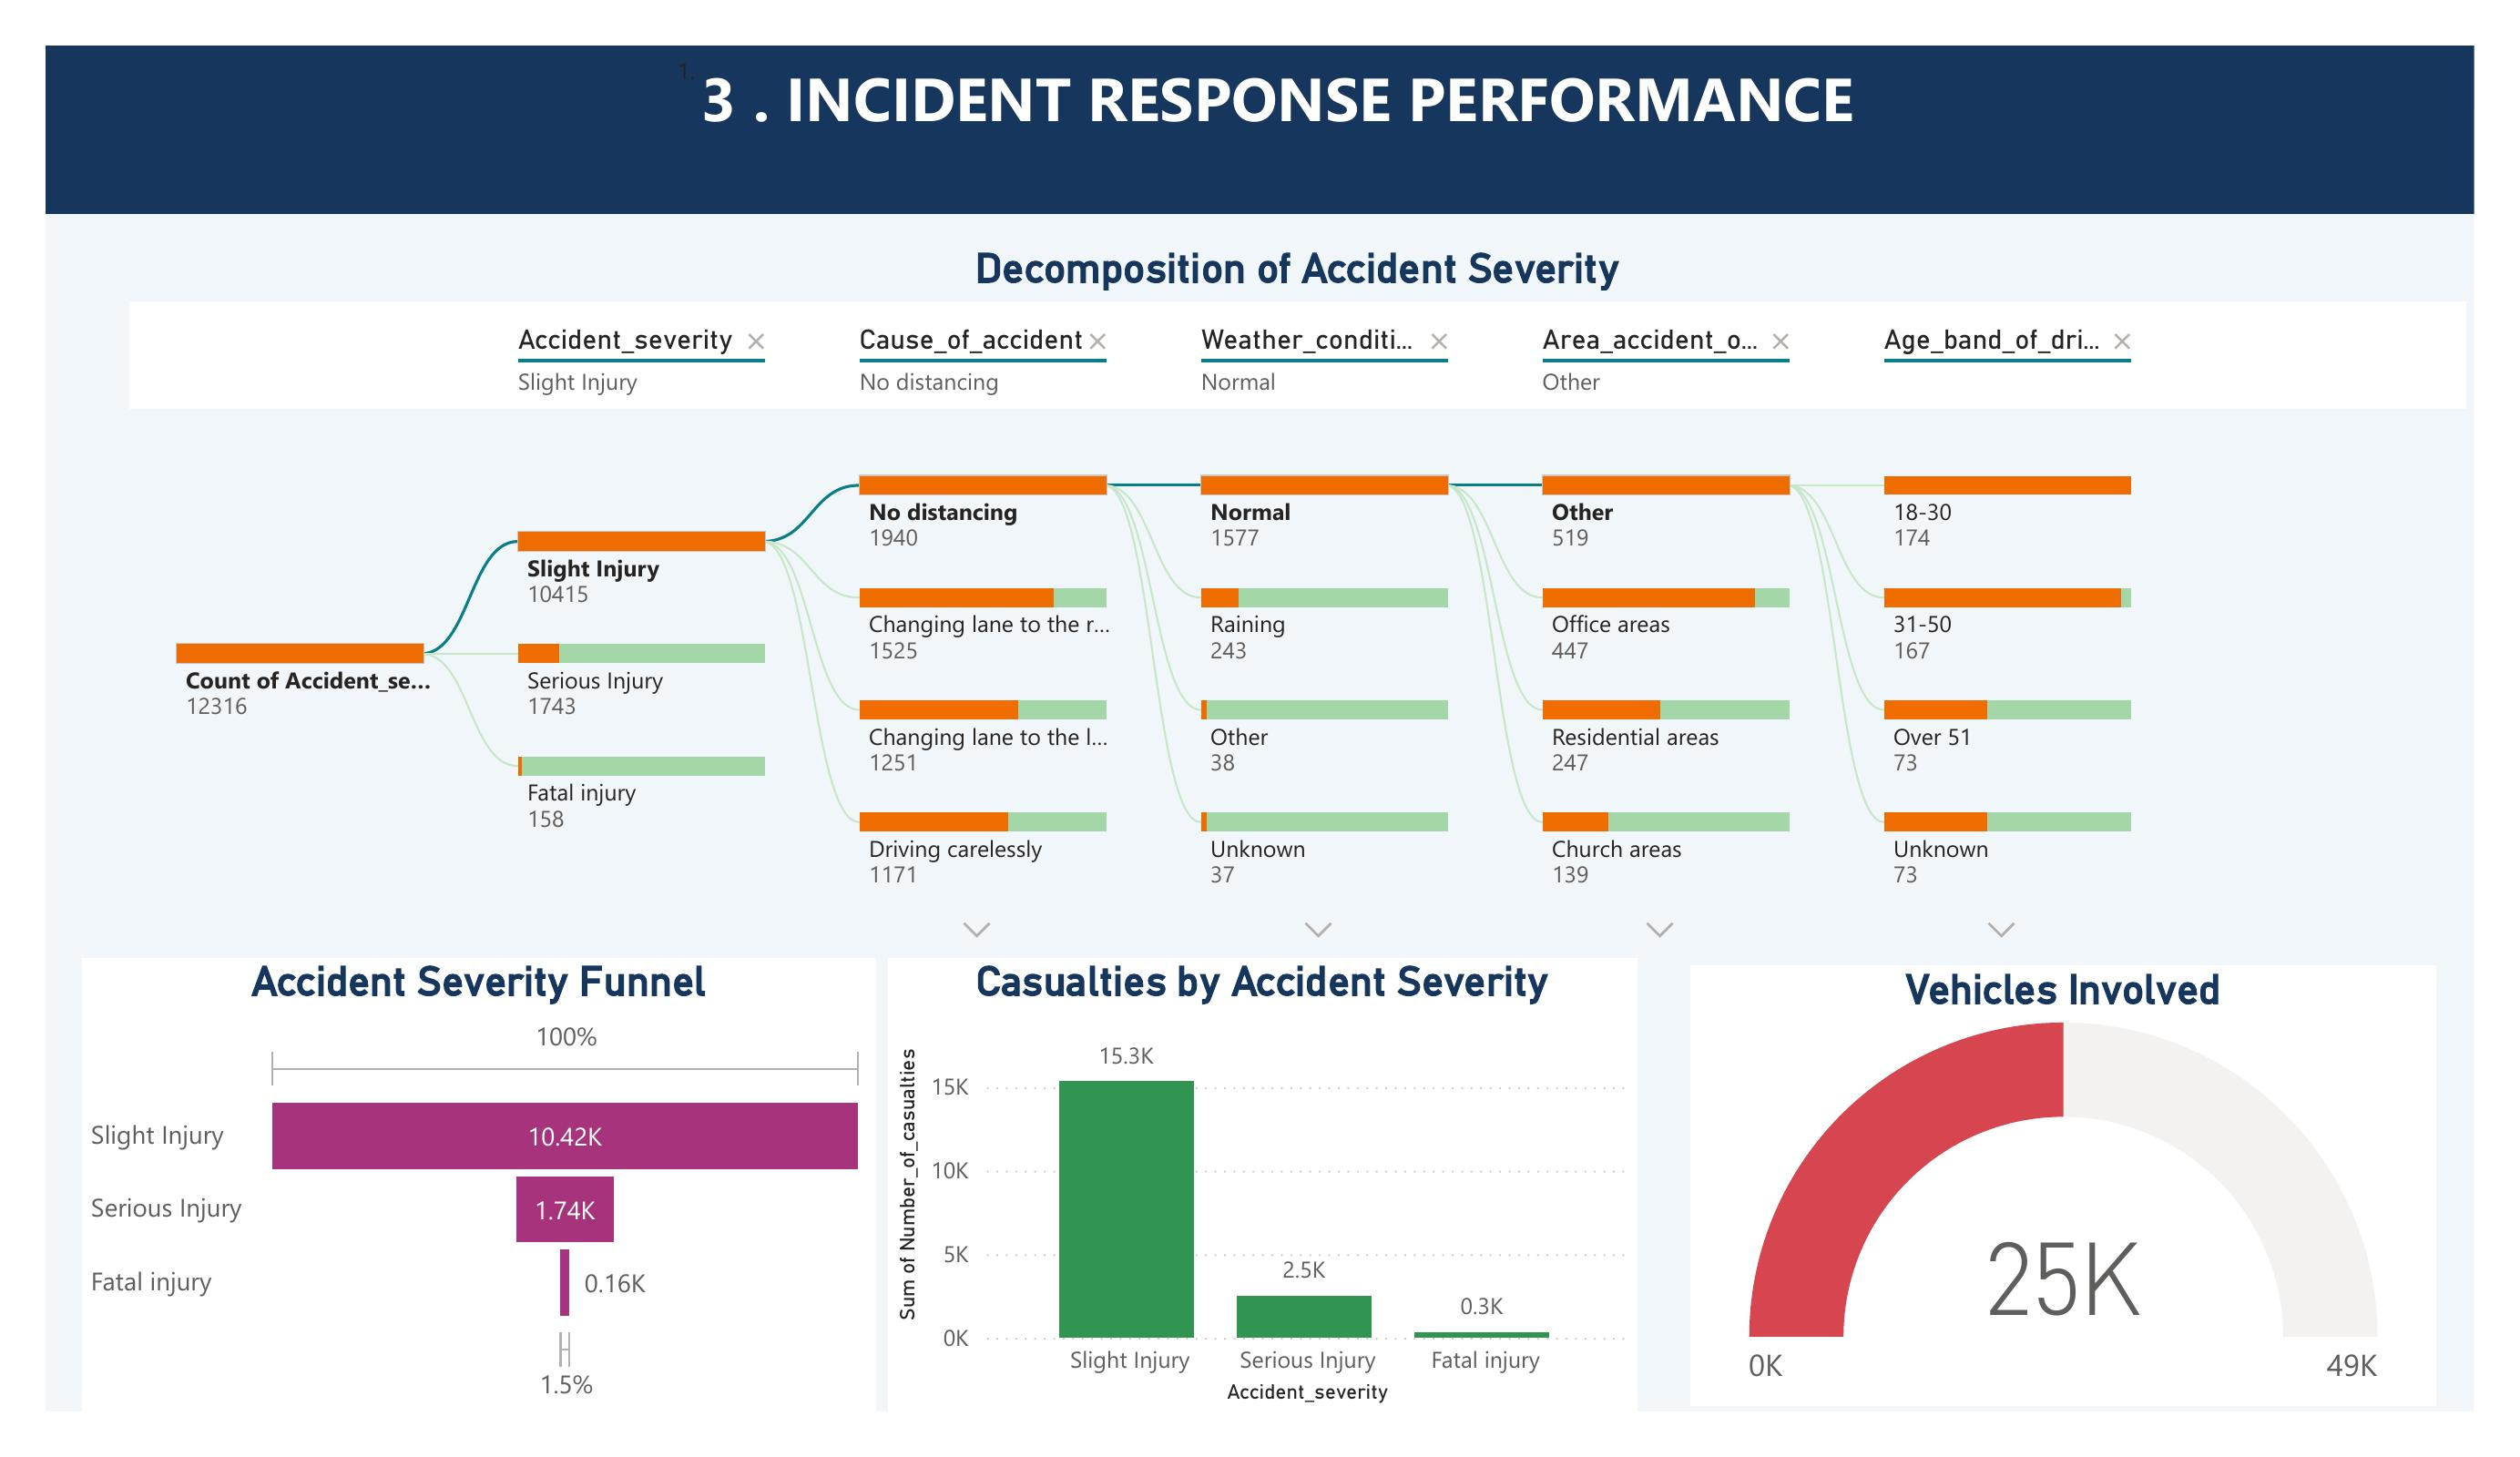 1.
3 . INCIDENT RESPONSE PERFORMANCE
Decomposition of Accident Severity
Accident_severity
Slight Injury
Cause_of_accident
No distancing
Weather_conditi...
Normal
Area_accident_o...
Other
Age_band_of_dri...
Count of Accident_se...
12316
Slight Injury
10415
Serious Injury
1743
Fatal injury
158
No distancing
1940
Changing lane to the r...
1525
Changing lane to the l...
1251
Driving carelessly
1171
Normal
1577
Raining
243
Other
38
Unknown
37
Other
519
Office areas
447
Residential areas
247
Church areas
139
18-30
174
31-50
167
Over 51
73
Unknown
73
Accident Severity Funnel
100%
Slight Injury
10.42K
Serious Injury
1.74K
Fatal injury
0.16K
1.5%
Casualties by Accident Severity
Sum of Number_of_casualties
15K
10K
5K
0K
15.3K
2.5K
0.3K
Slight Injury
Serious Injury
Fatal injury
Accident_severity
Vehicles Involved
25K
0K
49K